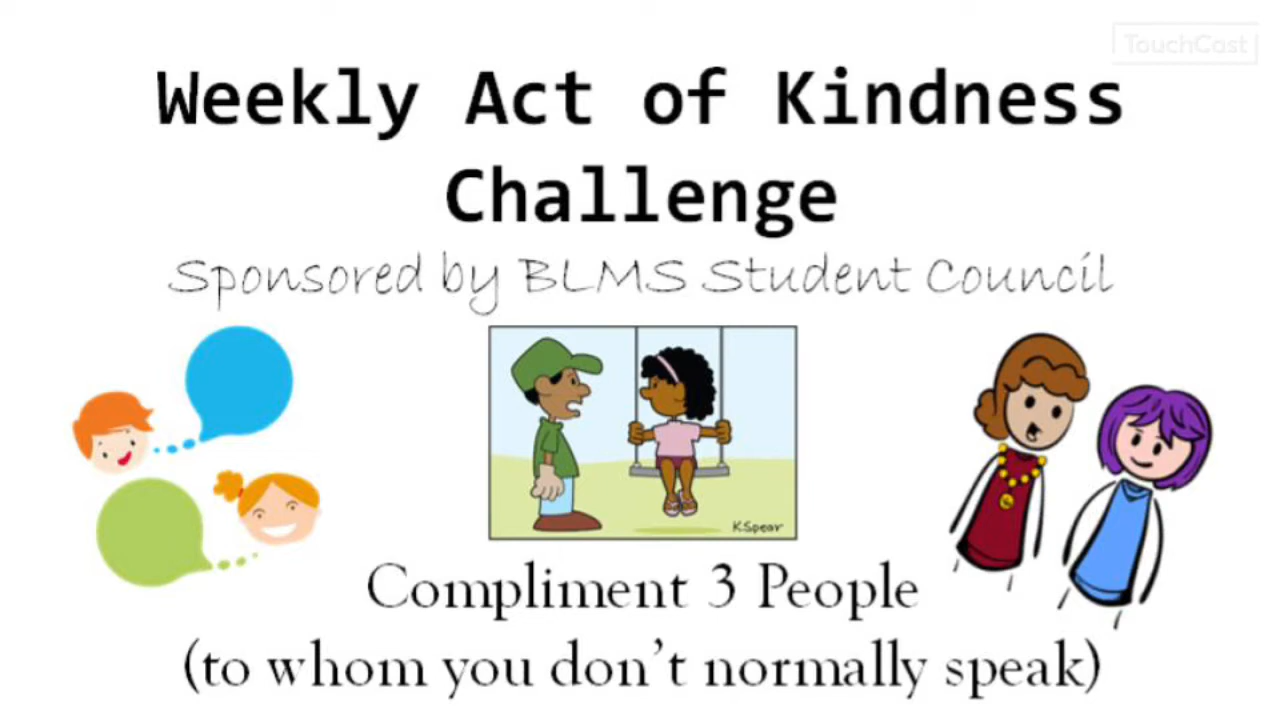 TouchCast
Weekly Act of Kindness
Challenge
Sponsored by BLMS Student Council
K.Spear
Compliment 3 People
(to whom you don't normally speak)